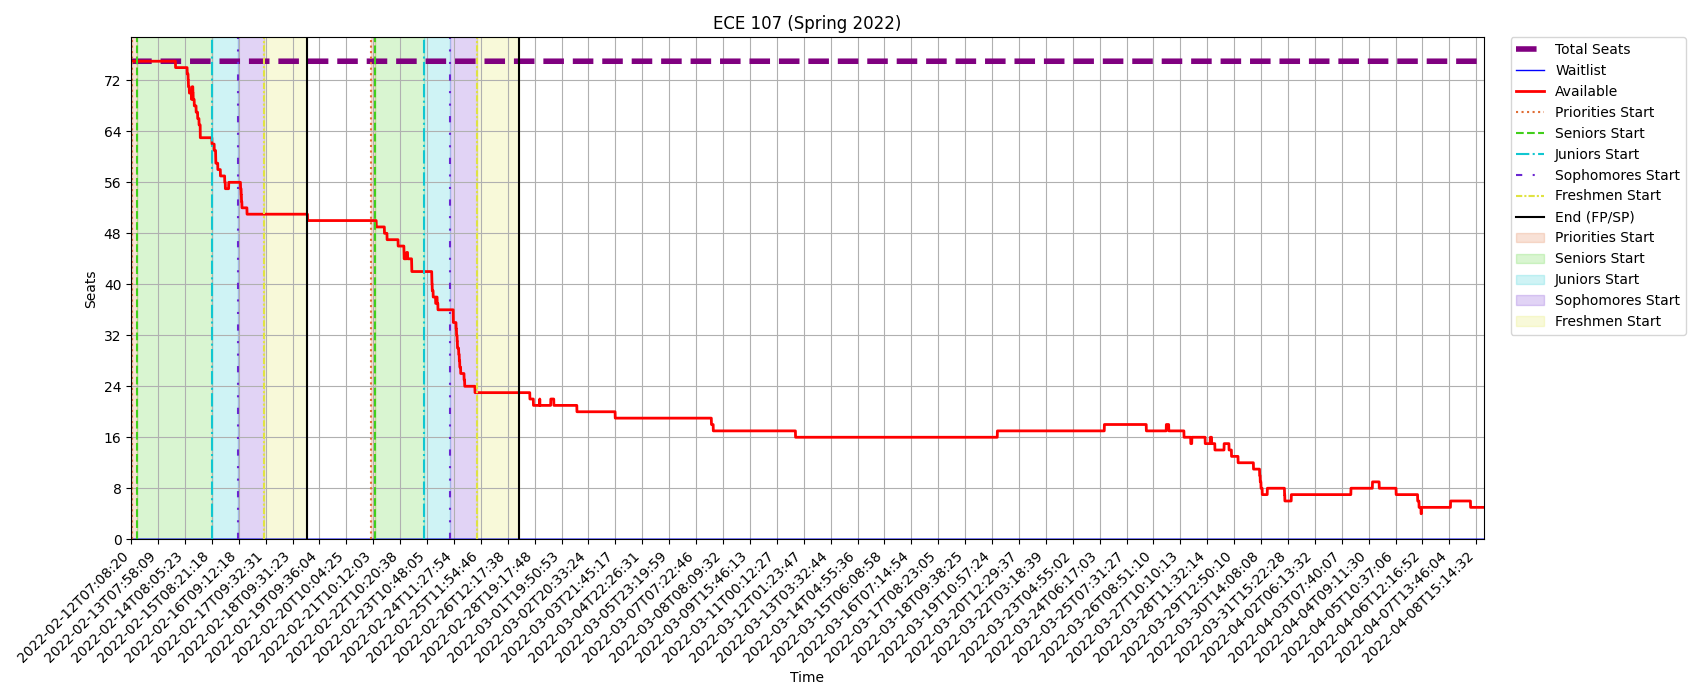 ECE 107 (Spring 2022)
Total Seats
Waitlist
Available
Priorities Start
Seniors Start
Juniors Start
Sophomores Start
Freshmen Start
End (FP/SP)
Priorities Start
Seniors Start
Juniors Start
Sophomores Start
Freshmen Start
Seats
72
64
56
48
40
32
24
16
8
0
2022-02-12T07:08:20
2022-02-13T07:58:09
2022-02-14T08:05:23
2022-02-15T08:21:18
2022-02-16T09:12:18
2022-02-17T09:32:31
2022-02-18T09:31:23
2022-02-19T09:36:04
2022-02-20T10:04:25
2022-02-21T10:12:03
2022-02-22T10:20:38
2022-02-23T10:48:05
2022-02-24T11:27:54
2022-02-25T11:54:46
2022-02-26T12:17:38
2022-02-28T19:17:48
2022-03-01T19:50:53
2022-03-02T20:33:24
2022-03-03T21:45:17
2022-03-04T22:26:31
2022-03-05T23:19:59
2022-03-07T07:22:46
2022-03-08T08:09:32
2022-03-09T15:46:13
2022-03-11T00:12:27
2022-03-12T01:23:47
2022-03-13T03:32:44
2022-03-14T04:55:36
2022-03-15T06:08:58
2022-03-16T07:14:54
2022-03-17T08:23:05
2022-03-18T09:38:25
2022-03-19T10:57:24
2022-03-20T12:29:37
2022-03-22T03:18:39
2022-03-23T04:55:02
2022-03-24T06:17:03
2022-03-25T07:31:27
2022-03-26T08:51:10
2022-03-27T10:10:13
2022-03-28T11:32:14
2022-03-29T12:50:10
2022-03-30T14:08:08
2022-03-31T15:22:28
2022-04-02T06:13:32
2022-04-03T07:40:07
2022-04-04T09:11:30
2022-04-05T10:37:06
2022-04-06T12:16:52
2022-04-07T13:46:04
2022-04-08T15:14:32
Time